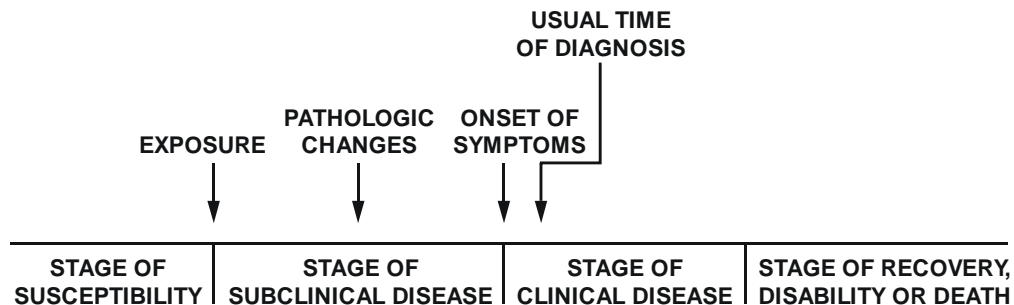 USUAL TIME
OF DIAGNOSIS
PATHOLOGIC
CHANGES
ONSET OF
SYMPTOMS
EXPOSURE
STAGE OF
SUSCEPTIBILITY
STAGE OF
SUBCLINICAL DISEASE
STAGE OF
CLINICAL DISEASE
STAGE OF RECOVERY,
DISABILITY OR DEATH